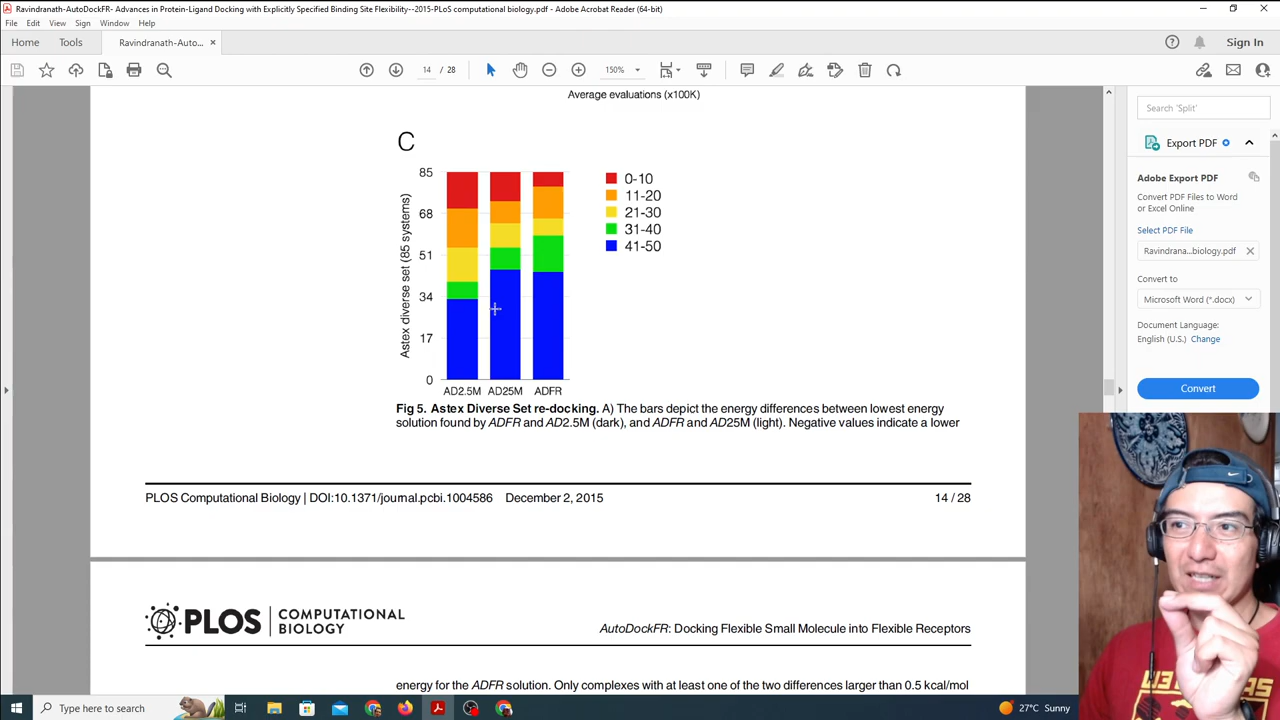 Ravindranath-AutoDockFR- Advances in Protein-Ligand Docking with Explicitly Specified Binding Site Flexibility--2015-PLoS computational biology.pdf - Adobe Acrobat Reader (64-bit)
File Edit View Sign Window Help
Home Tools Ravindranath-Auto... × Sign In
14 / 28 150%
Average evaluations (x100K)
C
Astex diverse set (85 systems)
85
68
51
34
17
0
AD2.5M AD25M ADFR
0-10
11-20
21-30
31-40
41-50
Fig 5. Astex Diverse Set re-docking. A) The bars depict the energy differences between lowest energy
solution found by ADFR and AD2.5M (dark), and ADFR and AD25M (light). Negative values indicate a lower
PLOS Computational Biology | DOI:10.1371/journal.pcbi.1004586 December 2, 2015 14 / 28
PLOS COMPUTATIONAL
BIOLOGY
AutoDockFR: Docking Flexible Small Molecule into Flexible Receptors
energy for the ADFR solution. Only complexes with at least one of the two differences larger than 0.5 kcal/mol
Search 'Split'
Export PDF
Adobe Export PDF
Convert PDF Files to Word
or Excel Online
Select PDF File
Ravindrana...biology.pdf ×
Convert to
Microsoft Word (*.docx)
Document Language:
English (U.S.) Change
Convert
Type here to search
27°C Sunny